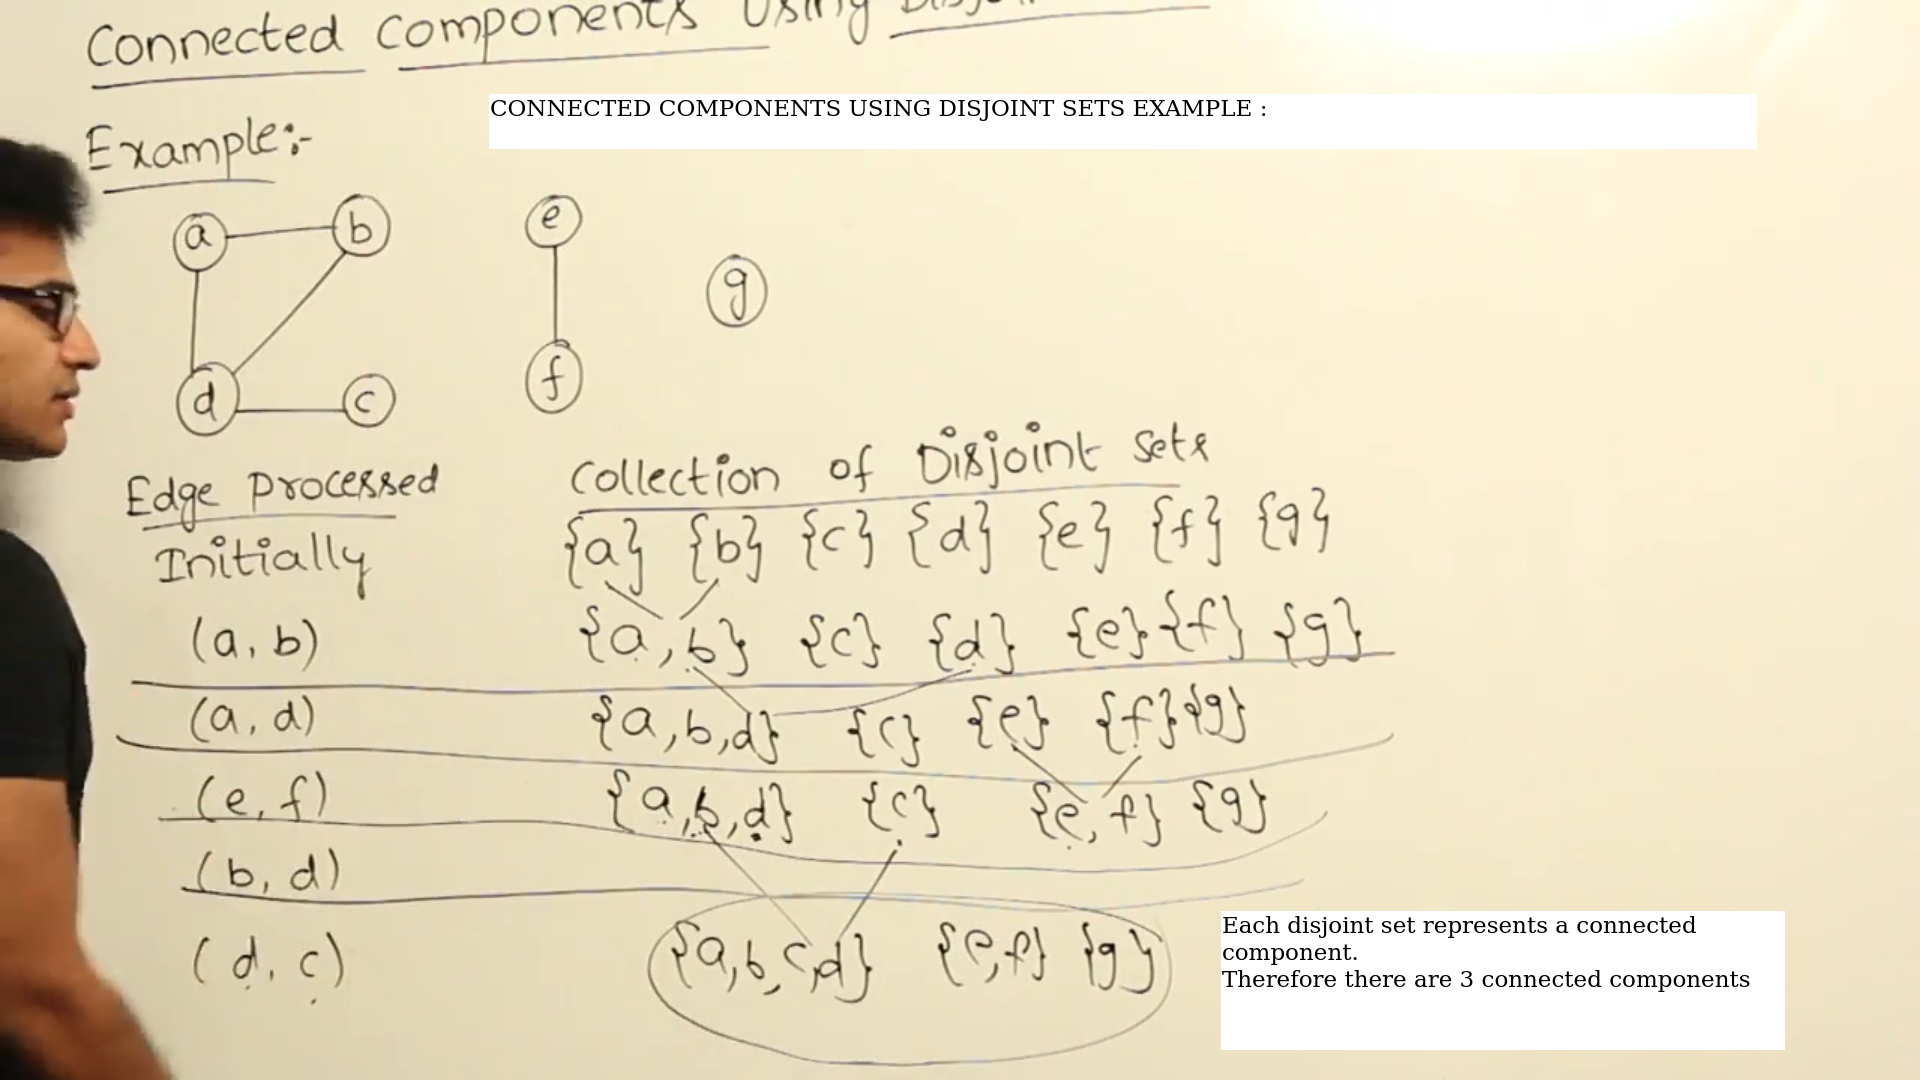 Connected Components Using
CONNECTED COMPONENTS USING DISJOINT SETS EXAMPLE :
Example:-
a b e
g
d c f
Edge Processed Collection of Disjoint Sets
Initially {a} {b} {c} {d} {e} {f} {g}
(a, b) {a, b} {c} {d} {e} {f} {g}
(a, d) {a, b, d} {c} {e} {f} {g}
(e, f) {a, b, d} {c} {e, f} {g}
(b, d)
(d, c) {a, b, c, d} {e, f} {g}
Each disjoint set represents a connected
component.
Therefore there are 3 connected components